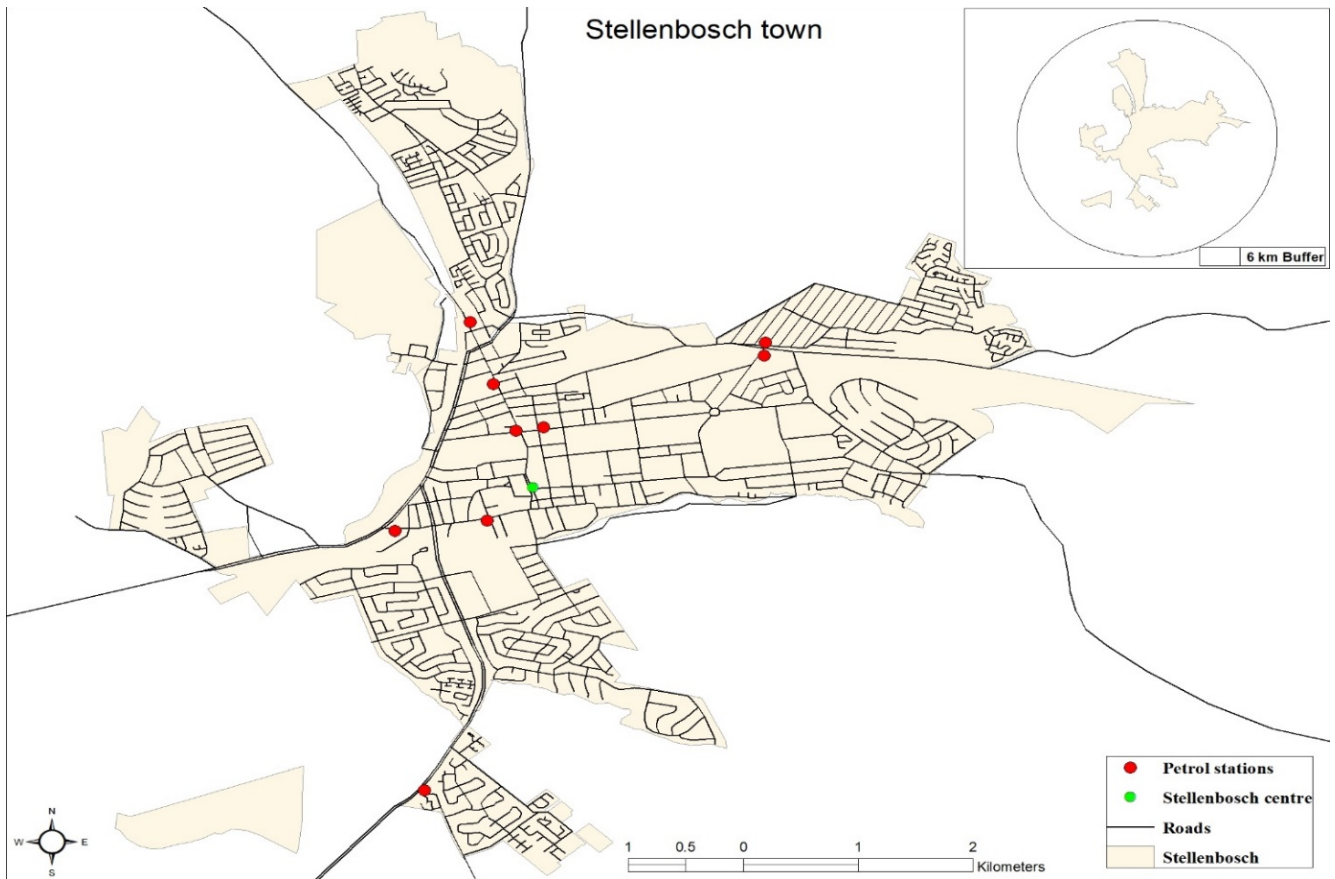 Stellenbosch town
6 km Buffer
Petrol stations
Stellenbosch centre
Roads
Stellenbosch
N
W E
S
1 0.5 0 1 2
Kilometers